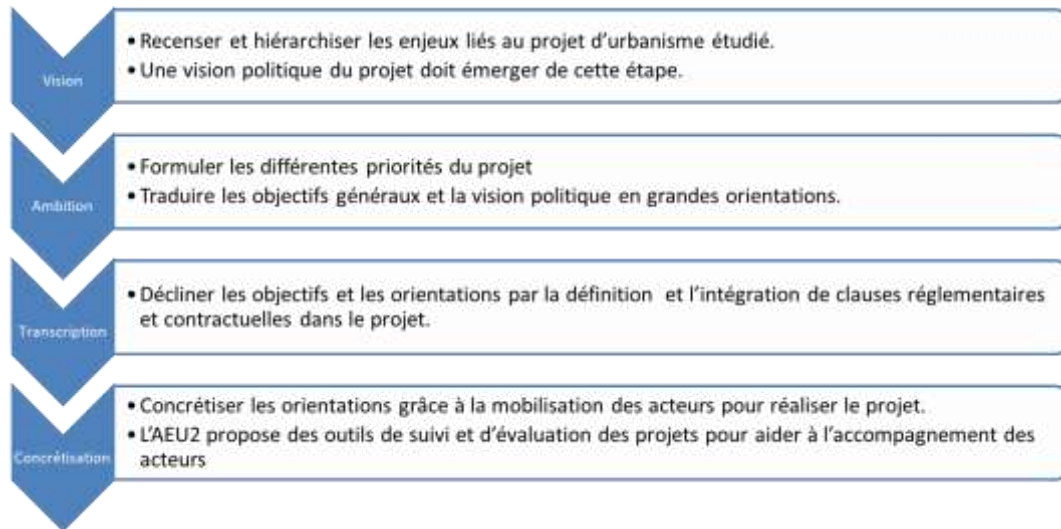 Vision
• Recenser et hiérarchiser les enjeux liés au projet d'urbanisme étudié.
• Une vision politique du projet doit émerger de cette étape.
Ambition
• Formuler les différentes priorités du projet
• Traduire les objectifs généraux et la vision politique en grandes orientations.
Transcription
• Décliner les objectifs et les orientations par la définition et l'intégration de clauses réglementaires
et contractuelles dans le projet.
Concrétisation
• Concrétiser les orientations grâce à la mobilisation des acteurs pour réaliser le projet.
• L'AEU2 propose des outils de suivi et d'évaluation des projets pour aider à l'accompagnement des
acteurs